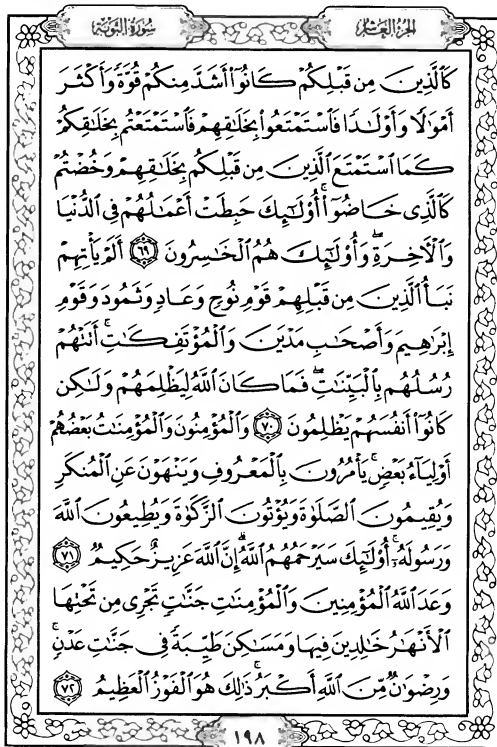 الجزء العاشر
سورة التوبة
كَٱلَّذِينَ مِن قَبۡلِكُمۡ كَانُوٓاْ أَشَدَّ مِنكُمۡ قُوَّةٗ وَأَكۡثَرَ
أَمۡوَٰلٗا وَأَوۡلَٰدٗا فَٱسۡتَمۡتَعُواْ بِخَلَٰقِهِمۡ فَٱسۡتَمۡتَعۡتُم بِخَلَٰقِكُمۡ
كَمَا ٱسۡتَمۡتَعَ ٱلَّذِينَ مِن قَبۡلِكُم بِخَلَٰقِهِمۡ وَخُضۡتُمۡ
كَٱلَّذِي خَاضُوٓاْۚ أُوْلَٰٓئِكَ حَبِطَتۡ أَعۡمَٰلُهُمۡ فِي ٱلدُّنۡيَا
وَٱلۡأٓخِرَةِۖ وَأُوْلَٰٓئِكَ هُمُ ٱلۡخَٰسِرُونَ ٦٩ أَلَمۡ يَأۡتِهِمۡ
نَبَأُ ٱلَّذِينَ مِن قَبۡلِهِمۡ قَوۡمِ نُوحٖ وَعَادٖ وَثَمُودَ وَقَوۡمِ
إِبۡرَٰهِيمَ وَأَصۡحَٰبِ مَدۡيَنَ وَٱلۡمُؤۡتَفِكَٰتِۚ أَتَتۡهُمۡ
رُسُلُهُم بِٱلۡبَيِّنَٰتِۖ فَمَا كَانَ ٱللَّهُ لِيَظۡلِمَهُمۡ وَلَٰكِن
كَانُوٓاْ أَنفُسَهُمۡ يَظۡلِمُونَ ٧٠ وَٱلۡمُؤۡمِنُونَ وَٱلۡمُؤۡمِنَٰتُ بَعۡضُهُمۡ
أَوۡلِيَآءُ بَعۡضٖۚ يَأۡمُرُونَ بِٱلۡمَعۡرُوفِ وَيَنۡهَوۡنَ عَنِ ٱلۡمُنكَرِ
وَيُقِيمُونَ ٱلصَّلَوٰةَ وَيُؤۡتُونَ ٱلزَّكَوٰةَ وَيُطِيعُونَ ٱللَّهَ
وَرَسُولَهُۥٓۚ أُوْلَٰٓئِكَ سَيَرۡحَمُهُمُ ٱللَّهُۗ إِنَّ ٱللَّهَ عَزِيزٌ حَكِيمٞ ٧١
وَعَدَ ٱللَّهُ ٱلۡمُؤۡمِنِينَ وَٱلۡمُؤۡمِنَٰتِ جَنَّٰتٖ تَجۡرِي مِن تَحۡتِهَا
ٱلۡأَنۡهَٰرُ خَٰلِدِينَ فِيهَا وَمَسَٰكِنَ طَيِّبَةٗ فِي جَنَّٰتِ عَدۡنٖۚ
وَرِضۡوَٰنٞ مِّنَ ٱللَّهِ أَكۡبَرُۚ ذَٰلِكَ هُوَ ٱلۡفَوۡزُ ٱلۡعَظِيمُ ٧٢
١٩٨